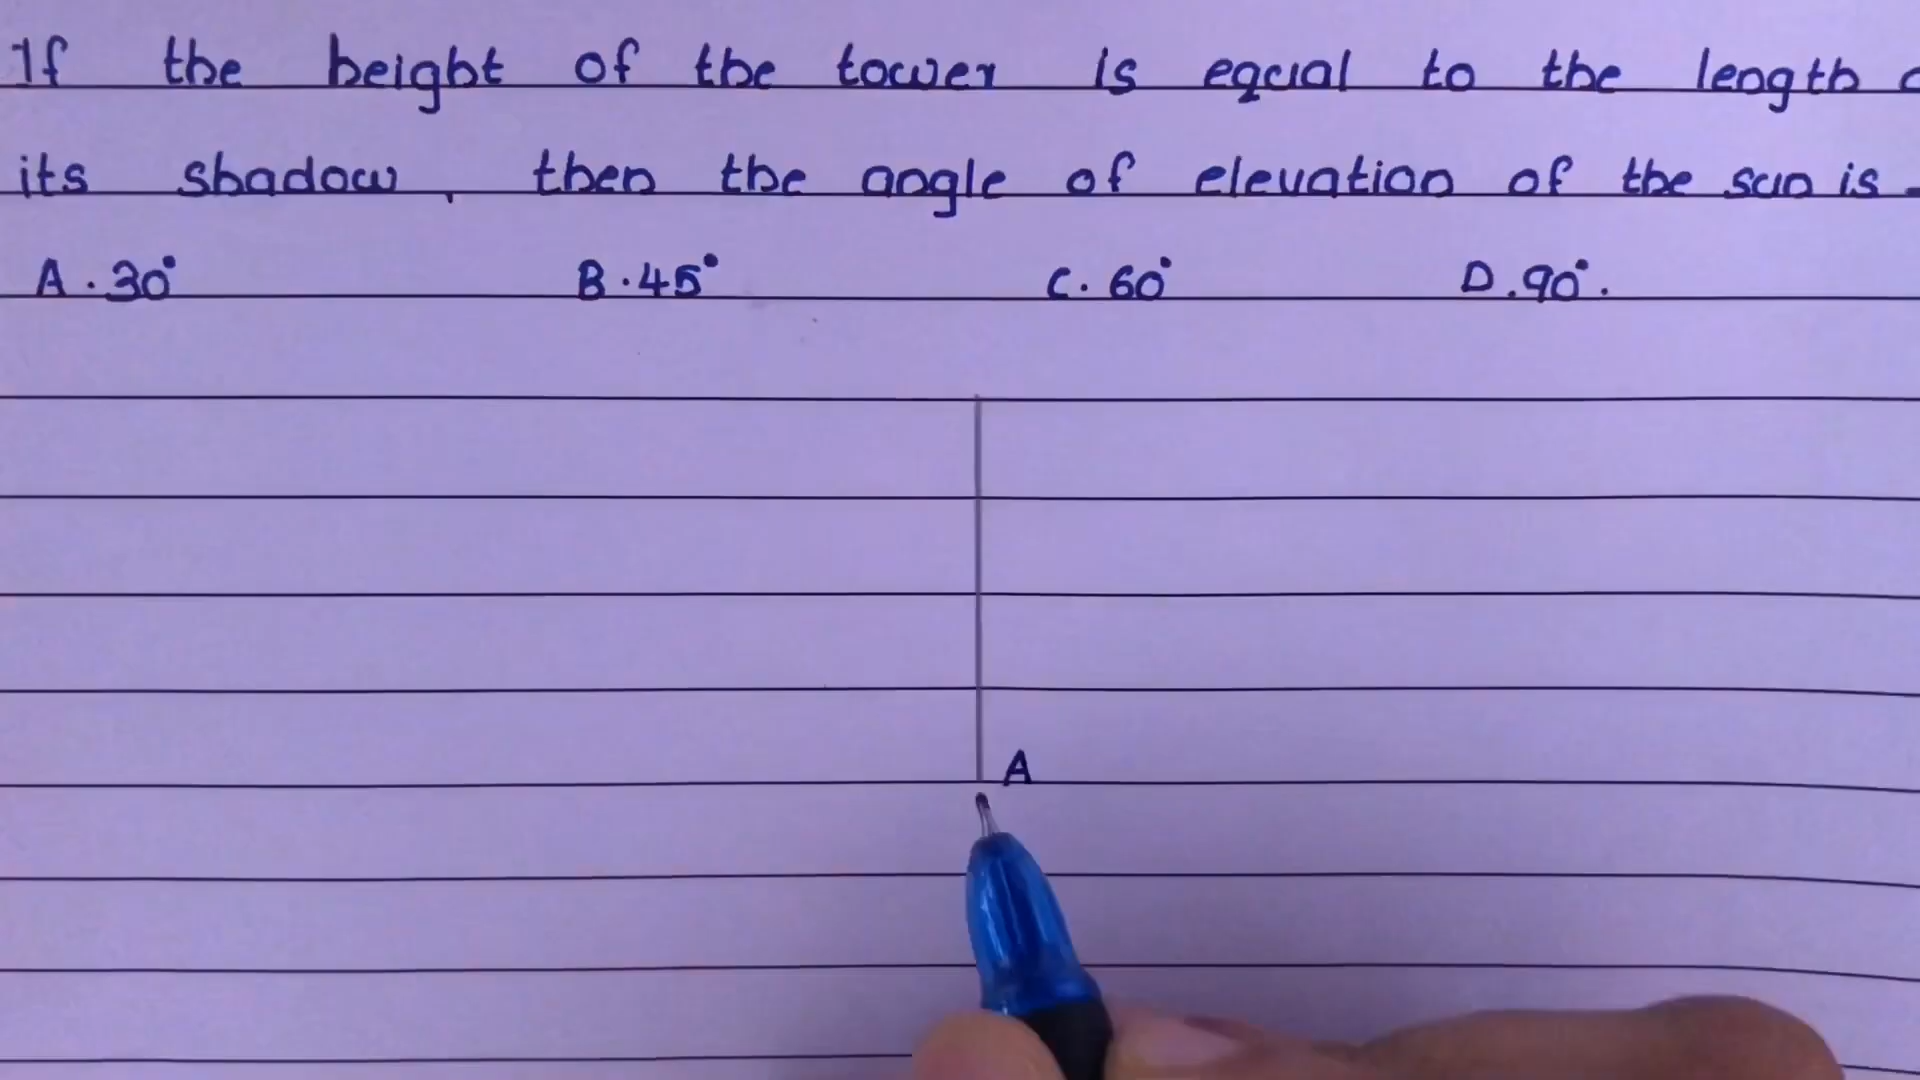 If the height of the tower is equal to the length
its shadow, then the angle of elevation of the sun is
A. 30° B. 45° C. 60° D. 90°.
A